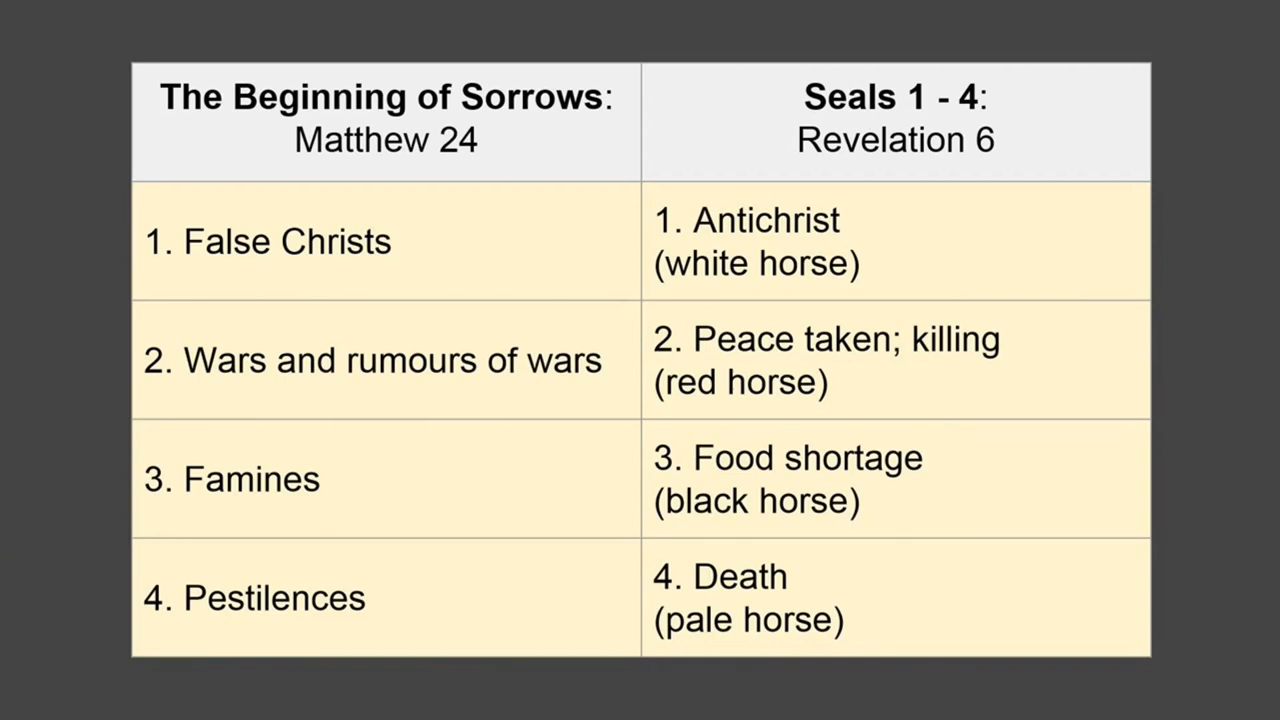 The Beginning of Sorrows:
Matthew 24
Seals 1 - 4:
Revelation 6
1. False Christs
1. Antichrist
(white horse)
2. Wars and rumours of wars
2. Peace taken; killing
(red horse)
3. Famines
3. Food shortage
(black horse)
4. Pestilences
4. Death
(pale horse)